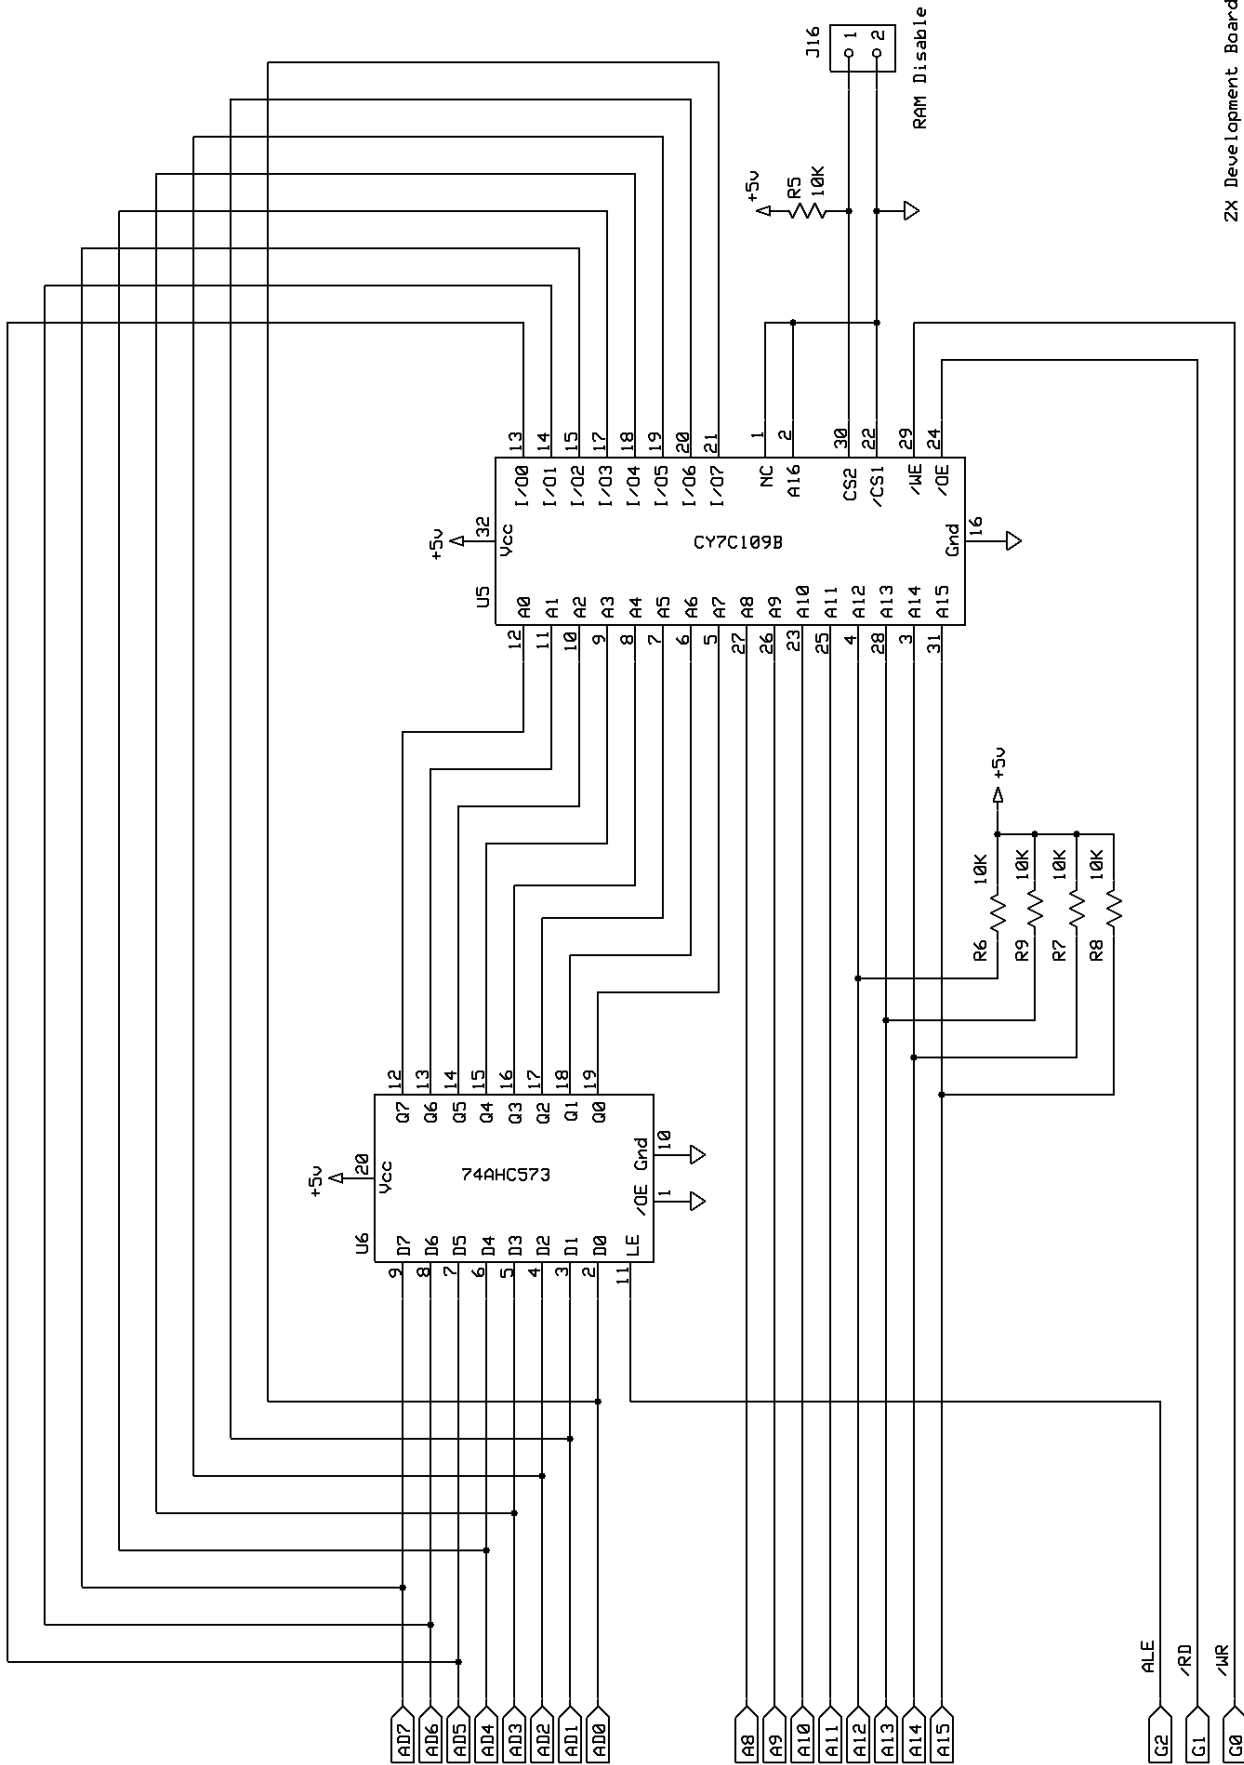 AD7
AD6
AD5
AD4
AD3
AD2
AD1
AD0
A8
A9
A10
A11
A12
A13
A14
A15
G2
G1
G0
ALE
/RD
/WR
9
8
7
6
5
4
3
2
11
U6
D7
D6
D5
D4
D3
D2
D1
D0
LE
+5v
20
Vcc
74AHC573
/OE
1
Gnd
10
Q7
Q6
Q5
Q4
Q3
Q2
Q1
Q0
12
13
14
15
16
17
18
19
R6
R9
R7
R8
10K
10K
10K
10K
+5v
12
11
10
9
8
7
6
5
27
26
23
25
4
28
3
31
U5
A0
A1
A2
A3
A4
A5
A6
A7
A8
A9
A10
A11
A12
A13
A14
A15
+5v
32
Vcc
CY7C109B
Gnd
16
I/O0
I/O1
I/O2
I/O3
I/O4
I/O5
I/O6
I/O7
NC
A16
CS2
/CS1
/WE
/OE
13
14
15
17
18
19
20
21
1
2
30
22
29
24
+5v
R5
10K
J16
1
2
RAM Disable
ZX Development Board